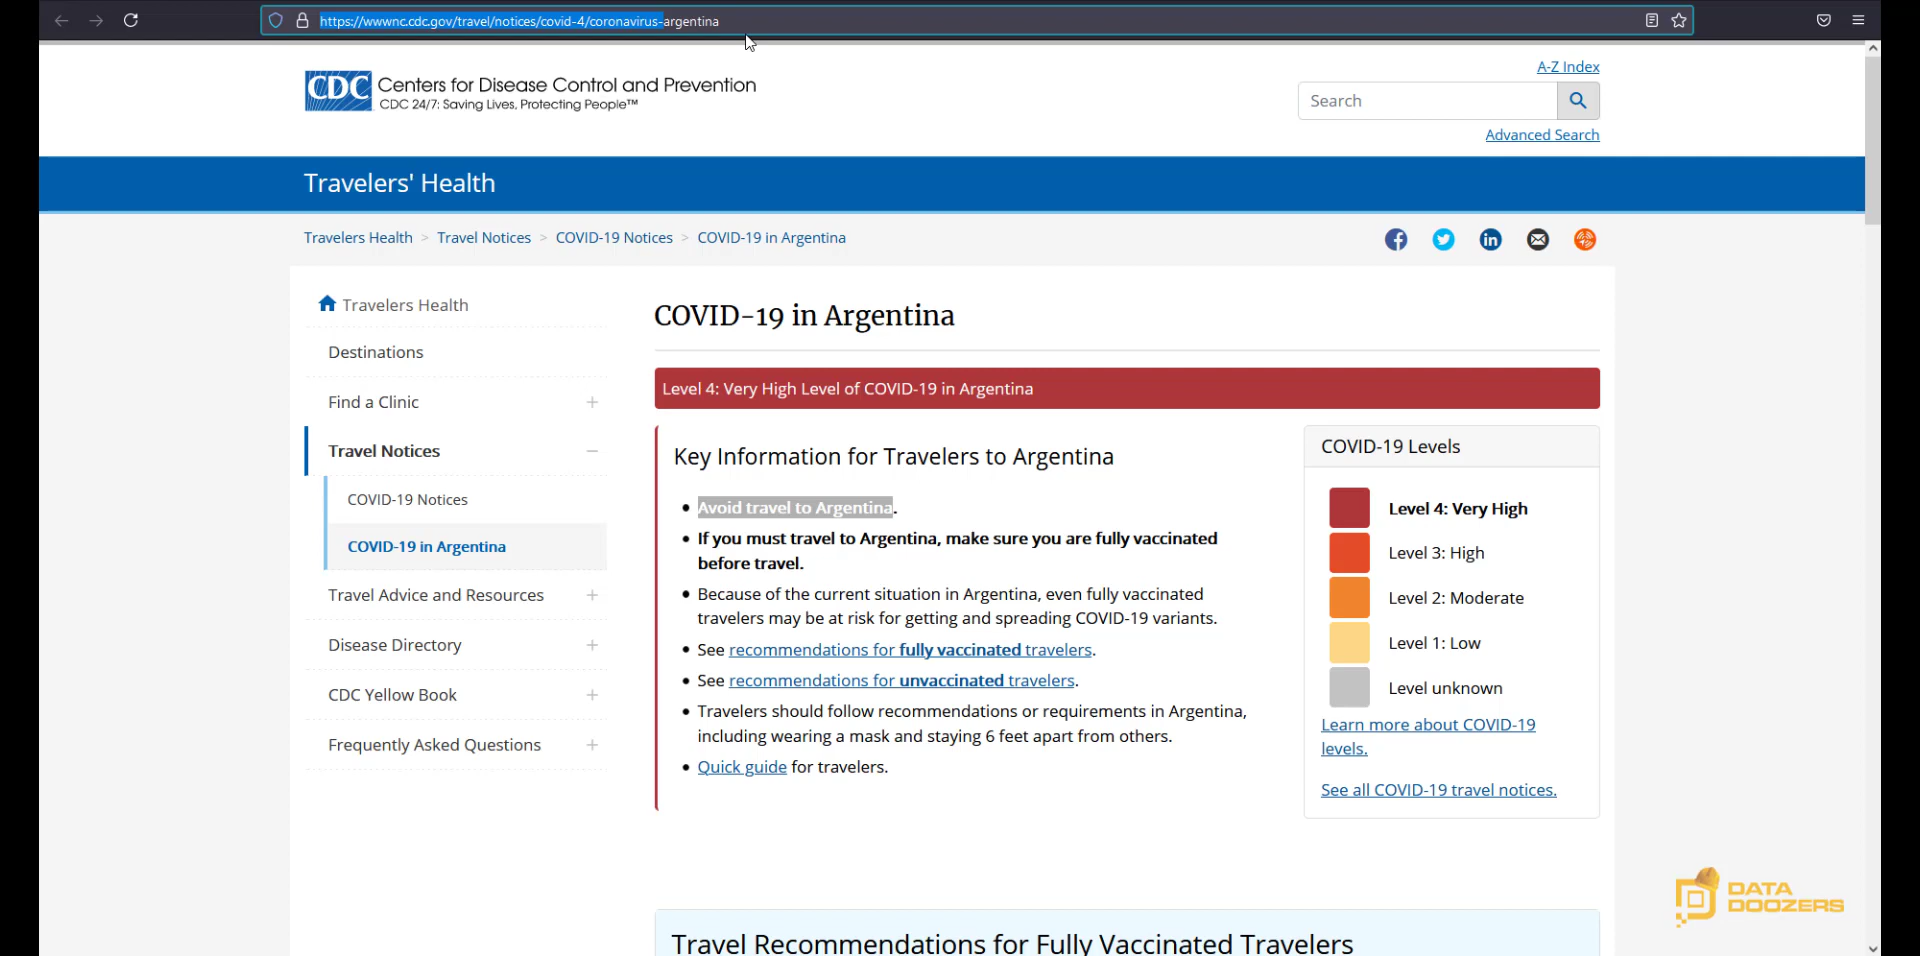 https://wwwnc.cdc.gov/travel/notices/covid-4/coronavirus-argentina
CDC Centers for Disease Control and Prevention
CDC 24/7: Saving Lives, Protecting People™
A-Z Index
Search
Advanced Search
Travelers' Health
Travelers Health > Travel Notices > COVID-19 Notices > COVID-19 in Argentina
Travelers Health
Destinations
Find a Clinic
Travel Notices
COVID-19 Notices
COVID-19 in Argentina
Travel Advice and Resources
Disease Directory
CDC Yellow Book
Frequently Asked Questions
COVID-19 in Argentina
Level 4: Very High Level of COVID-19 in Argentina
Key Information for Travelers to Argentina
• Avoid travel to Argentina.
• If you must travel to Argentina, make sure you are fully vaccinated
before travel.
• Because of the current situation in Argentina, even fully vaccinated
travelers may be at risk for getting and spreading COVID-19 variants.
• See recommendations for fully vaccinated travelers.
• See recommendations for unvaccinated travelers.
• Travelers should follow recommendations or requirements in Argentina,
including wearing a mask and staying 6 feet apart from others.
• Quick guide for travelers.
COVID-19 Levels
Level 4: Very High
Level 3: High
Level 2: Moderate
Level 1: Low
Level unknown
Learn more about COVID-19
levels.
See all COVID-19 travel notices.
Travel Recommendations for Fully Vaccinated Travelers
DATA
DOOZERS